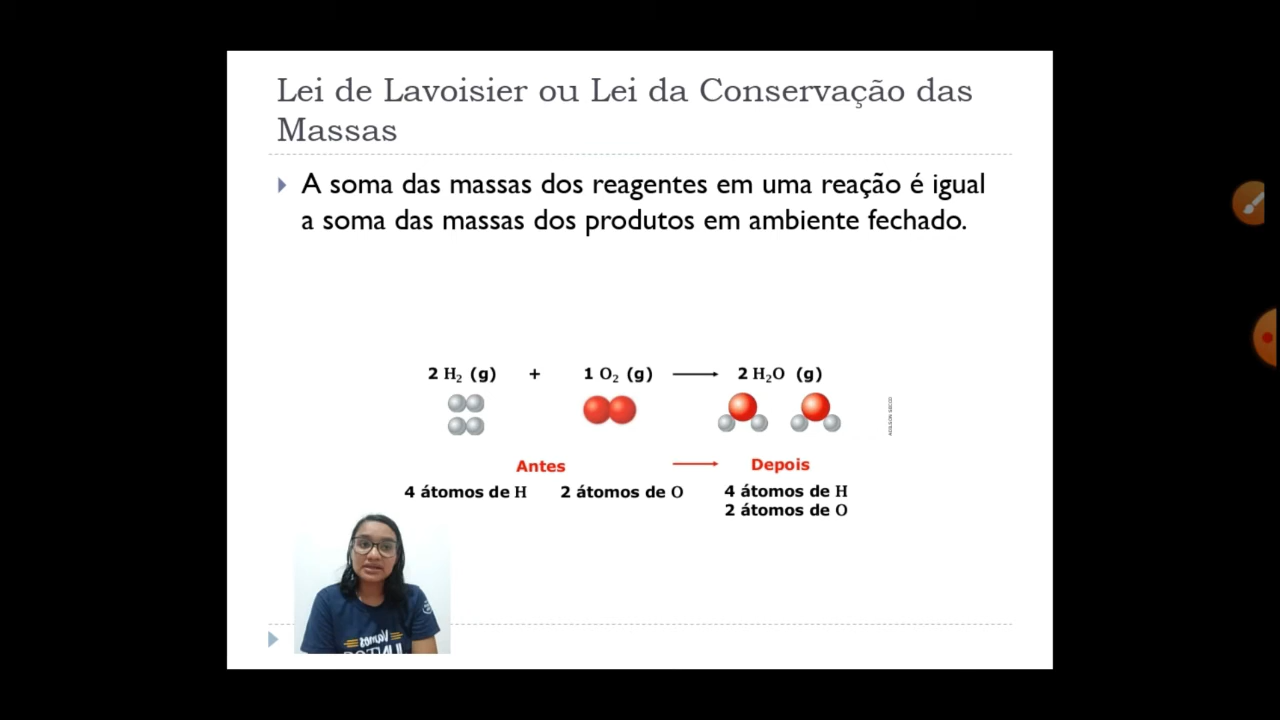 Lei de Lavoisier ou Lei da Conservação das
Massas
A soma das massas dos reagentes em uma reação é igual
a soma das massas dos produtos em ambiente fechado.
2 H₂ (g) + 1 O₂ (g) → 2 H₂O (g)
Antes → Depois
4 átomos de H 2 átomos de O 4 átomos de H
2 átomos de O
Vamos